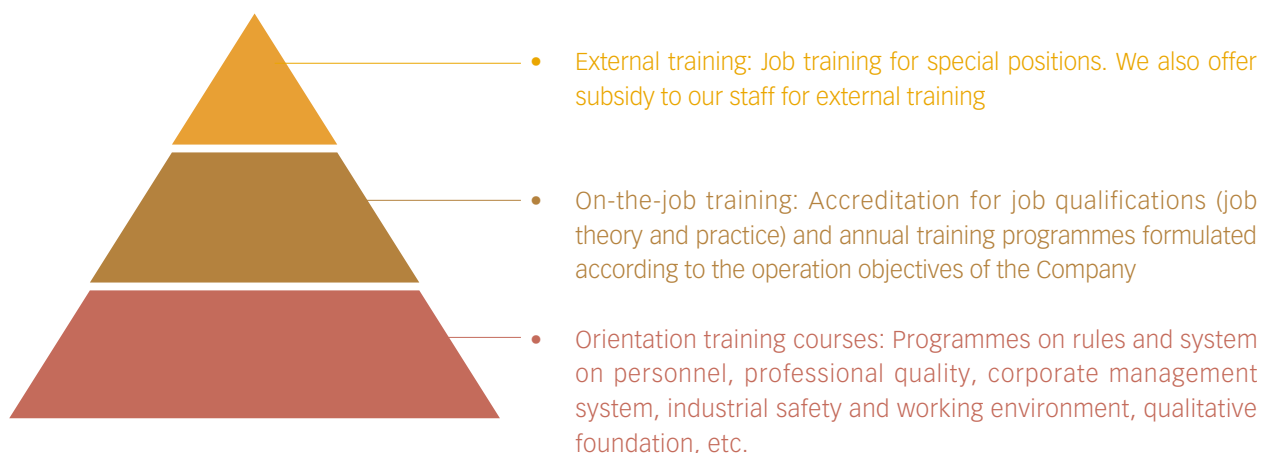 External training: Job training for special positions. We also offer
subsidy to our staff for external training
On-the-job training: Accreditation for job qualifications (job
theory and practice) and annual training programmes formulated
according to the operation objectives of the Company
Orientation training courses: Programmes on rules and system
on personnel, professional quality, corporate management
system, industrial safety and working environment, qualitative
foundation, etc.